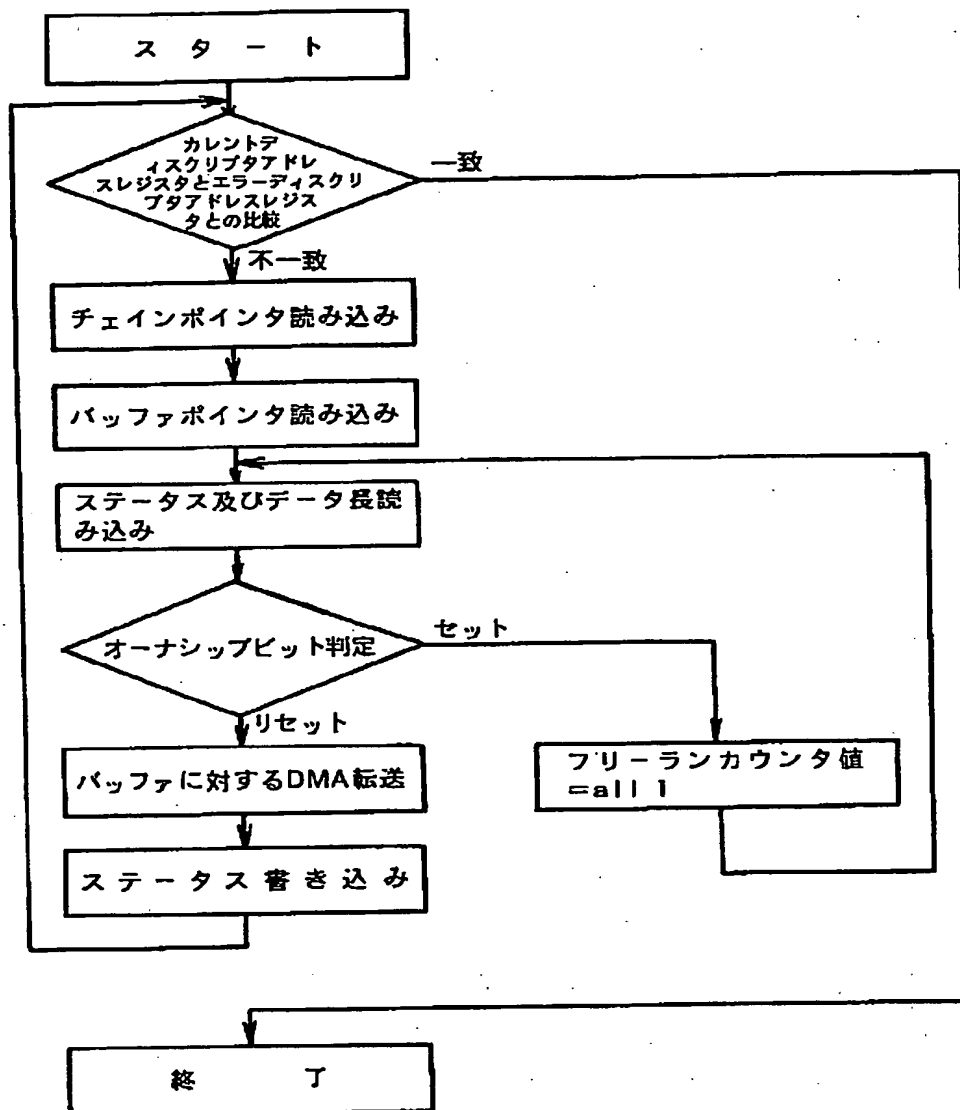 スタート
カレントデ
ィスクリプタアドレ
スレジスタとエラーディスクリ
プタアドレスレジス
タとの比較
一致
不一致
チェインポインタ読み込み
バッファポインタ読み込み
ステータス及びデータ長読
み込み
オーナシップビット判定
セット
リセット
フリーランカウンタ値
=all 1
バッファに対するDMA転送
ステータス書き込み
終了